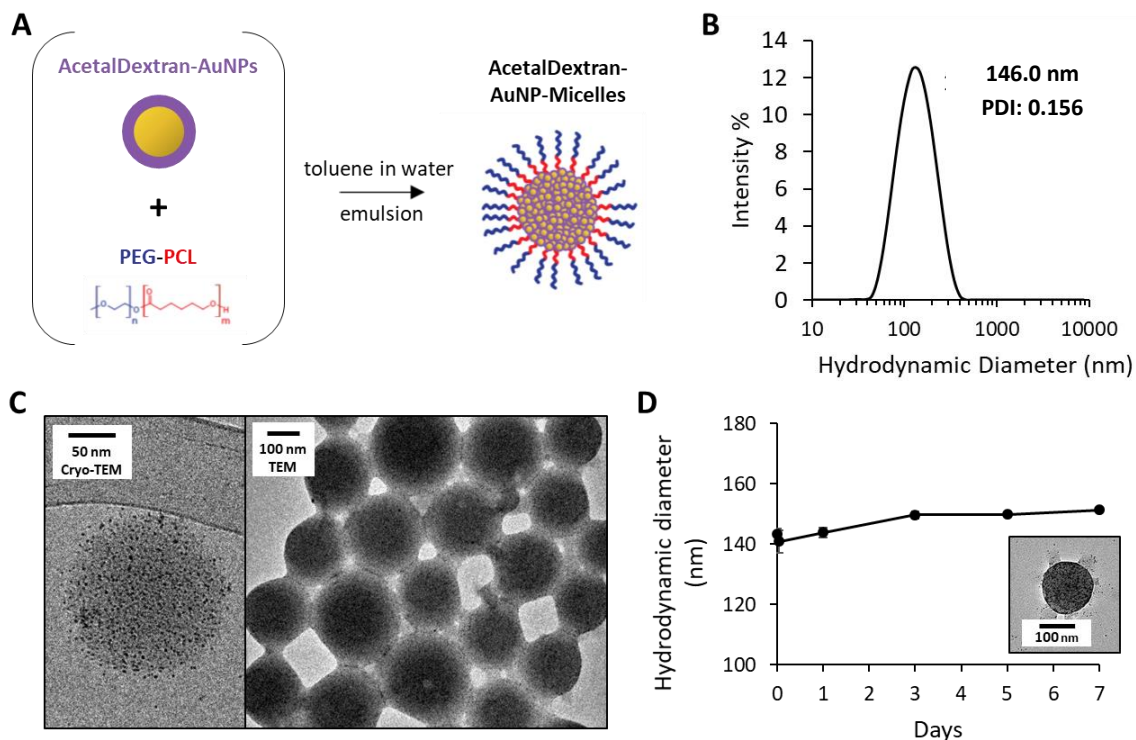 A
AcetalDextran-AuNPs
+
PEG-PCL
O
O
n
O
O
H
m
toluene in water
emulsion
AcetalDextran-
AuNP-Micelles
B
14
12
10
8
6
4
2
0
Intensity %
146.0 nm
PDI: 0.156
10
100
1000
10000
Hydrodynamic Diameter (nm)
C
50 nm
Cryo-TEM
100 nm
TEM
D
180
160
140
120
100
Hydrodynamic diameter
(nm)
100 nm
0
1
2
3
4
5
6
7
Days